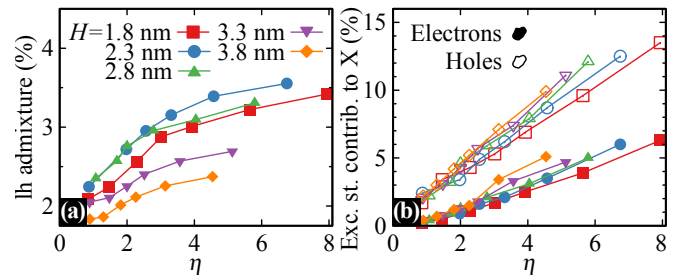 lh admixture (%)
4%
3%
2%
H=1.8 nm
2.3 nm
2.8 nm
3.3 nm
3.8 nm
(a)
0 2 4 6 8
η
Exc. st. contrib. to X (%)
15%
10%
5%
0
Electrons
Holes
(b)
0 2 4 6 8
η